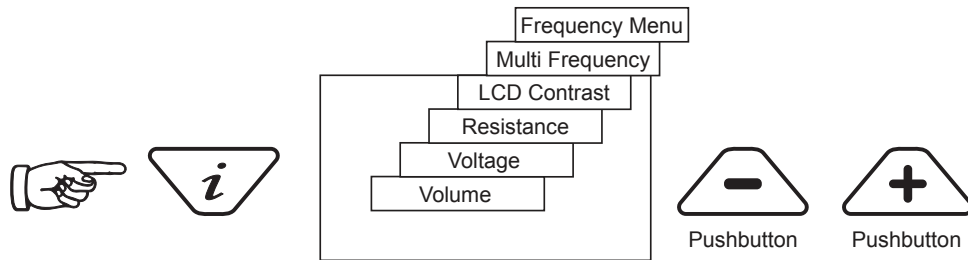 Frequency Menu
Multi Frequency
LCD Contrast
Resistance
Voltage
Volume
i
Pushbutton
Pushbutton